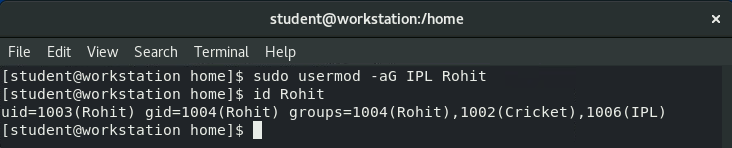 student@workstation:/home
×
File Edit View Search Terminal Help
[student@workstation home]$ sudo usermod -aG IPL Rohit
[student@workstation home]$ id Rohit
uid=1003(Rohit) gid=1004(Rohit) groups=1004(Rohit),1002(Cricket),1006(IPL)
[student@workstation home]$